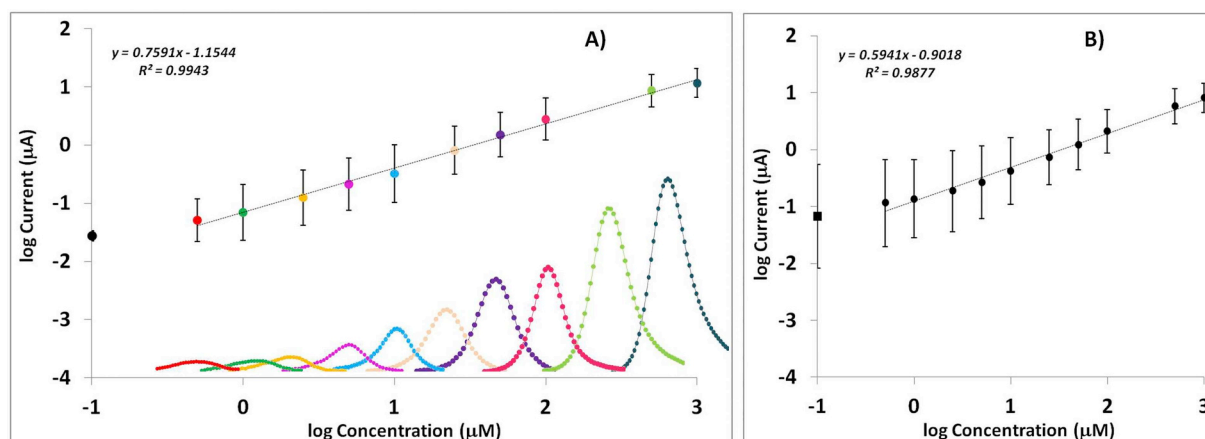 A)
y = 0.7591x - 1.1544
R² = 0.9943
2
1
0
-1
-2
-3
-4
log Current (µA)
-1
0
1
2
3
log Concentration (µM)
B)
y = 0.5941x - 0.9018
R² = 0.9877
2
1
0
-1
-2
-3
-4
log Current (µA)
-1
0
1
2
3
log Concentration (µM)